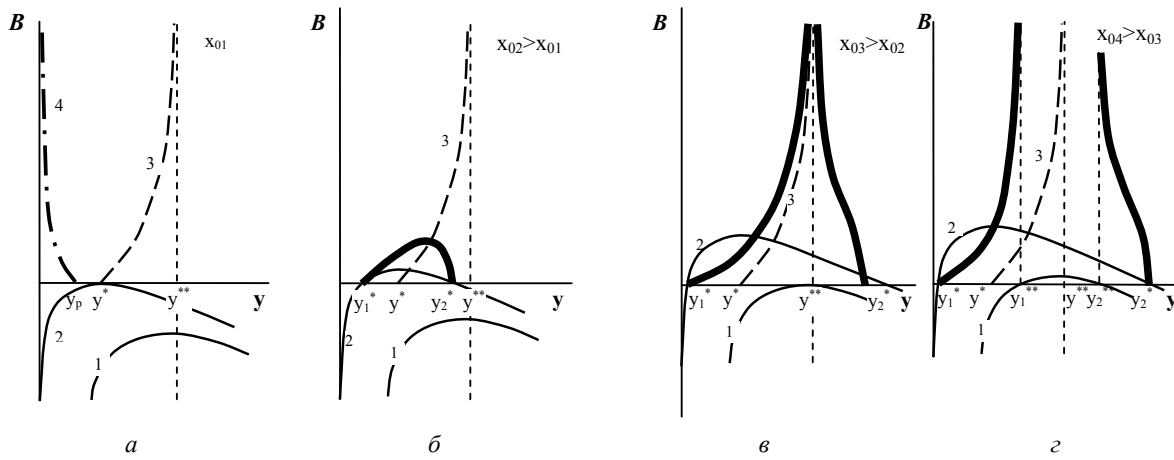 B
x01
4
3
yp y* y** y
2
1
а
B
x02>x01
3
y1* y* y2* y** y
2
1
б
B
x03>x02
3
2
y1* y* y** y2* y
1
в
B
x04>x03
3
2
y1* y* y1** y** y2** y2* y
1
г